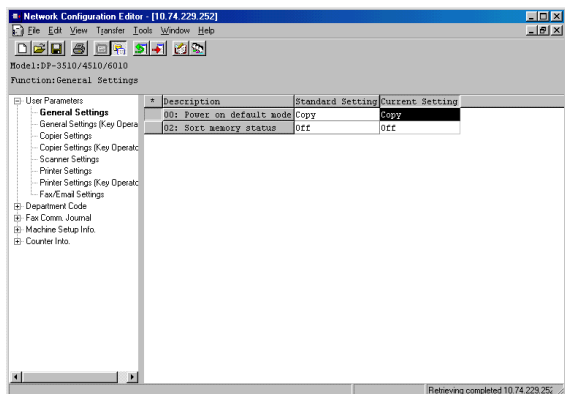 Network Configuration Editor - [10.74.229.252]
File Edit View Transfer Tools Window Help
Model:DP-3510/4510/6010
Function:General Settings
User Parameters
General Settings
General Settings (Key Opera
Copier Settings
Copier Settings (Key Operato
Scanner Settings
Printer Settings
Printer Settings (Key Operato
Fax/Email Settings
Department Code
Fax Comm. Journal
Machine Setup Info.
Counter Into.
* Description Standard Setting Current Setting
00: Power on default mode Copy Copy
02: Sort memory status Off Off
Retrieving completed 10.74.229.252